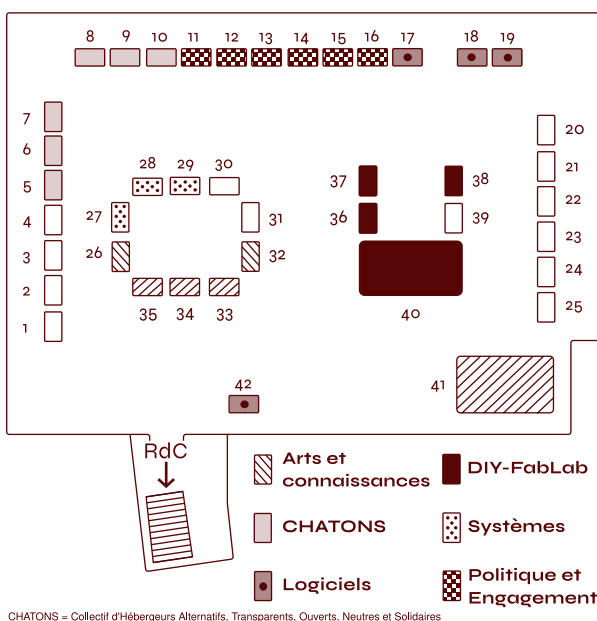 8 9 10 11 12 13 14 15 16 17 18 19
7
6
5
4
3
2
1
20
21
22
23
24
25
28 29 30
27 31
26 32
35 34 33
37 38
36 39
40
41
42
RdC
Arts et
connaissances
DIY-FabLab
CHATONS
Systèmes
Logiciels
Politique et
Engagement
CHATONS = Collectif d'Hébergeurs Alternatifs, Transparents, Ouverts, Neutres et Solidaires